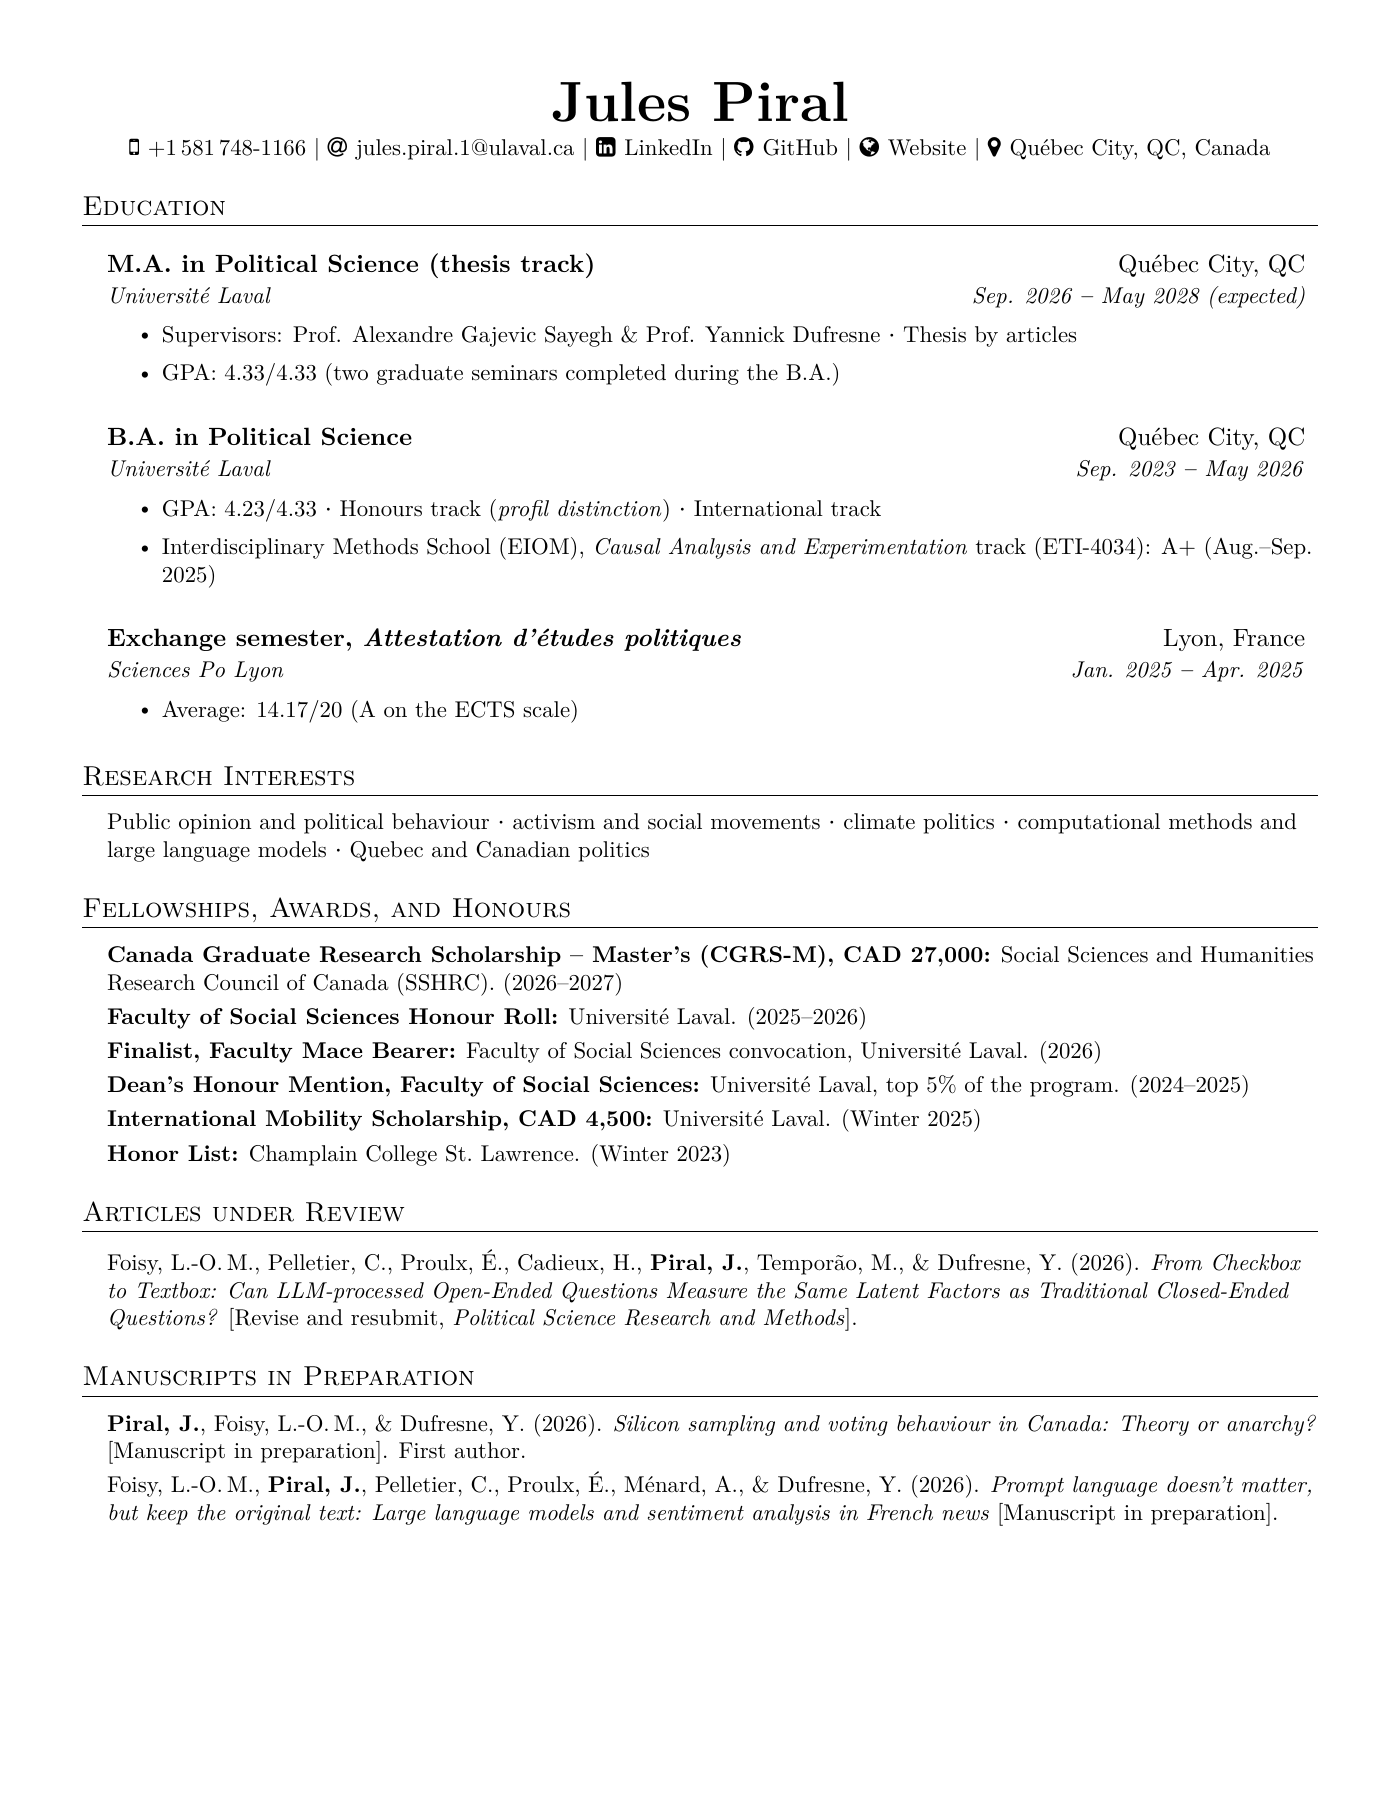 Jules Piral
+1 581 748-1166 | jules.piral.1@ulaval.ca | LinkedIn | GitHub | Website | Québec City, QC, Canada
Education
M.A. in Political Science (thesis track) Québec City, QC
Université Laval Sep. 2026 – May 2028 (expected)
• Supervisors: Prof. Alexandre Gajevic Sayegh & Prof. Yannick Dufresne · Thesis by articles
• GPA: 4.33/4.33 (two graduate seminars completed during the B.A.)
B.A. in Political Science Québec City, QC
Université Laval Sep. 2023 – May 2026
• GPA: 4.23/4.33 · Honours track (profil distinction) · International track
• Interdisciplinary Methods School (EIOM), Causal Analysis and Experimentation track (ETI-4034): A+ (Aug.–Sep.
2025)
Exchange semester, Attestation d'études politiques Lyon, France
Sciences Po Lyon Jan. 2025 – Apr. 2025
• Average: 14.17/20 (A on the ECTS scale)
Research Interests
Public opinion and political behaviour · activism and social movements · climate politics · computational methods and
large language models · Quebec and Canadian politics
Fellowships, Awards, and Honours
Canada Graduate Research Scholarship – Master's (CGRS-M), CAD 27,000: Social Sciences and Humanities
Research Council of Canada (SSHRC). (2026–2027)
Faculty of Social Sciences Honour Roll: Université Laval. (2025–2026)
Finalist, Faculty Mace Bearer: Faculty of Social Sciences convocation, Université Laval. (2026)
Dean's Honour Mention, Faculty of Social Sciences: Université Laval, top 5% of the program. (2024–2025)
International Mobility Scholarship, CAD 4,500: Université Laval. (Winter 2025)
Honor List: Champlain College St. Lawrence. (Winter 2023)
Articles under Review
Foisy, L.-O. M., Pelletier, C., Proulx, É., Cadieux, H., Piral, J., Temporão, M., & Dufresne, Y. (2026). From Checkbox
to Textbox: Can LLM-processed Open-Ended Questions Measure the Same Latent Factors as Traditional Closed-Ended
Questions? [Revise and resubmit, Political Science Research and Methods].
Manuscripts in Preparation
Piral, J., Foisy, L.-O. M., & Dufresne, Y. (2026). Silicon sampling and voting behaviour in Canada: Theory or anarchy?
[Manuscript in preparation]. First author.
Foisy, L.-O. M., Piral, J., Pelletier, C., Proulx, É., Ménard, A., & Dufresne, Y. (2026). Prompt language doesn't matter,
but keep the original text: Large language models and sentiment analysis in French news [Manuscript in preparation].